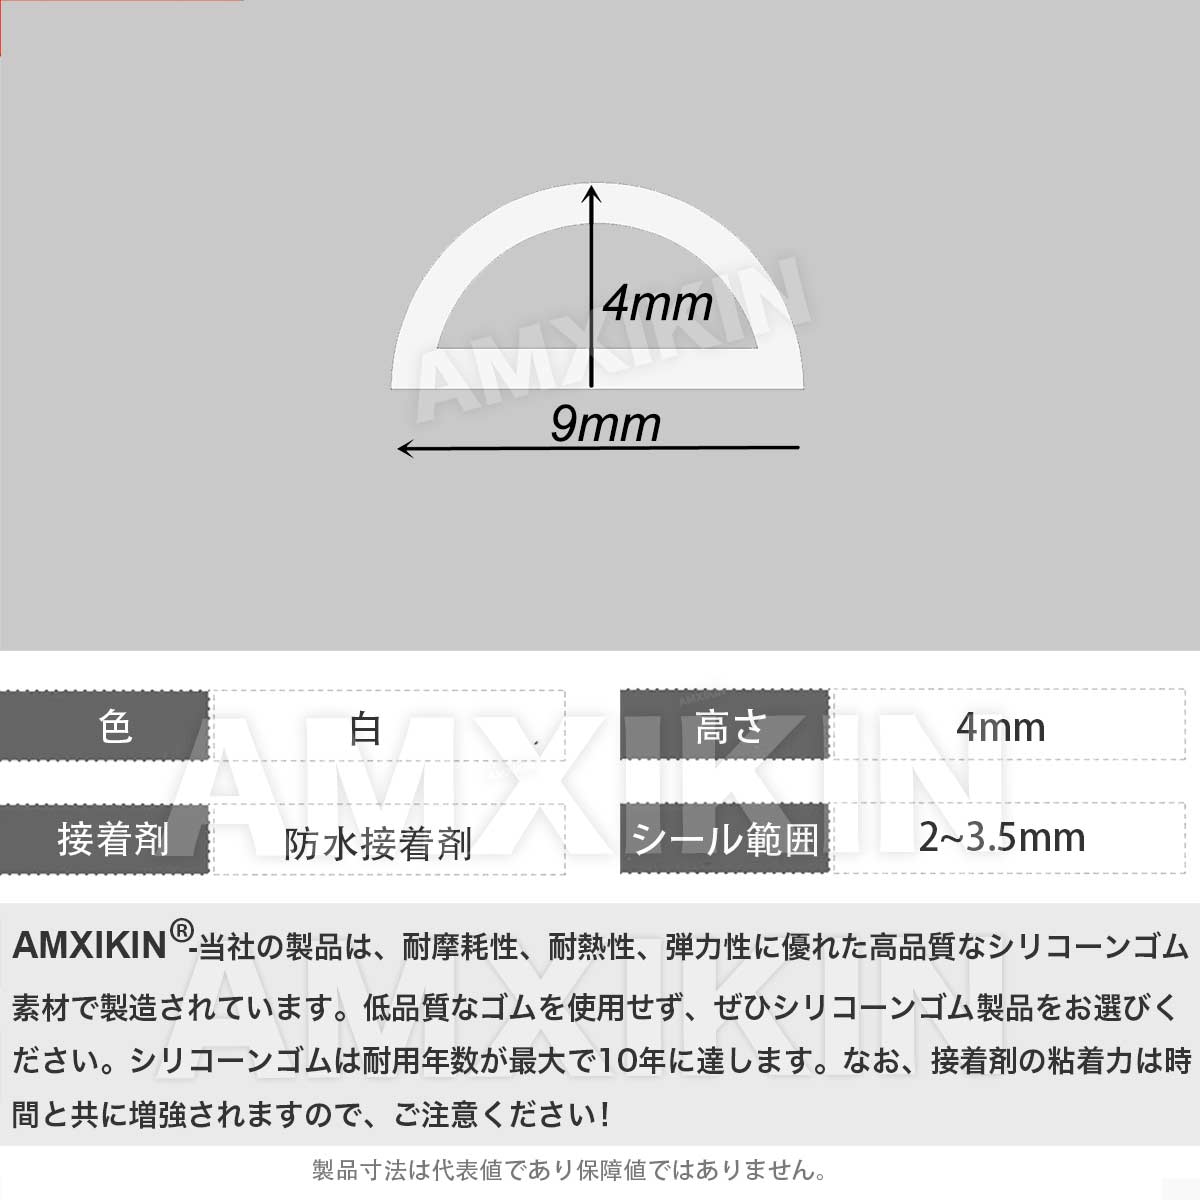 4mm
AMXIKIN
9mm
色 白 高さ 4mm
接着剤 防水接着剤 シール範囲 2~3.5mm
AMXIKIN
AMXIKIN
AMXIKIN
AMXIKIN®-当社の製品は、耐摩耗性、耐熱性、弾力性に優れた高品質なシリコーンゴム
素材で製造されています。低品質なゴムを使用せず、ぜひシリコーンゴム製品をお選びく
ださい。シリコーンゴムは耐用年数が最大で10年に達します。なお、接着剤の粘着力は時
間と共に増強されますので、ご注意ください!
AMXIKIN
製品寸法は代表値であり保障値ではありません。